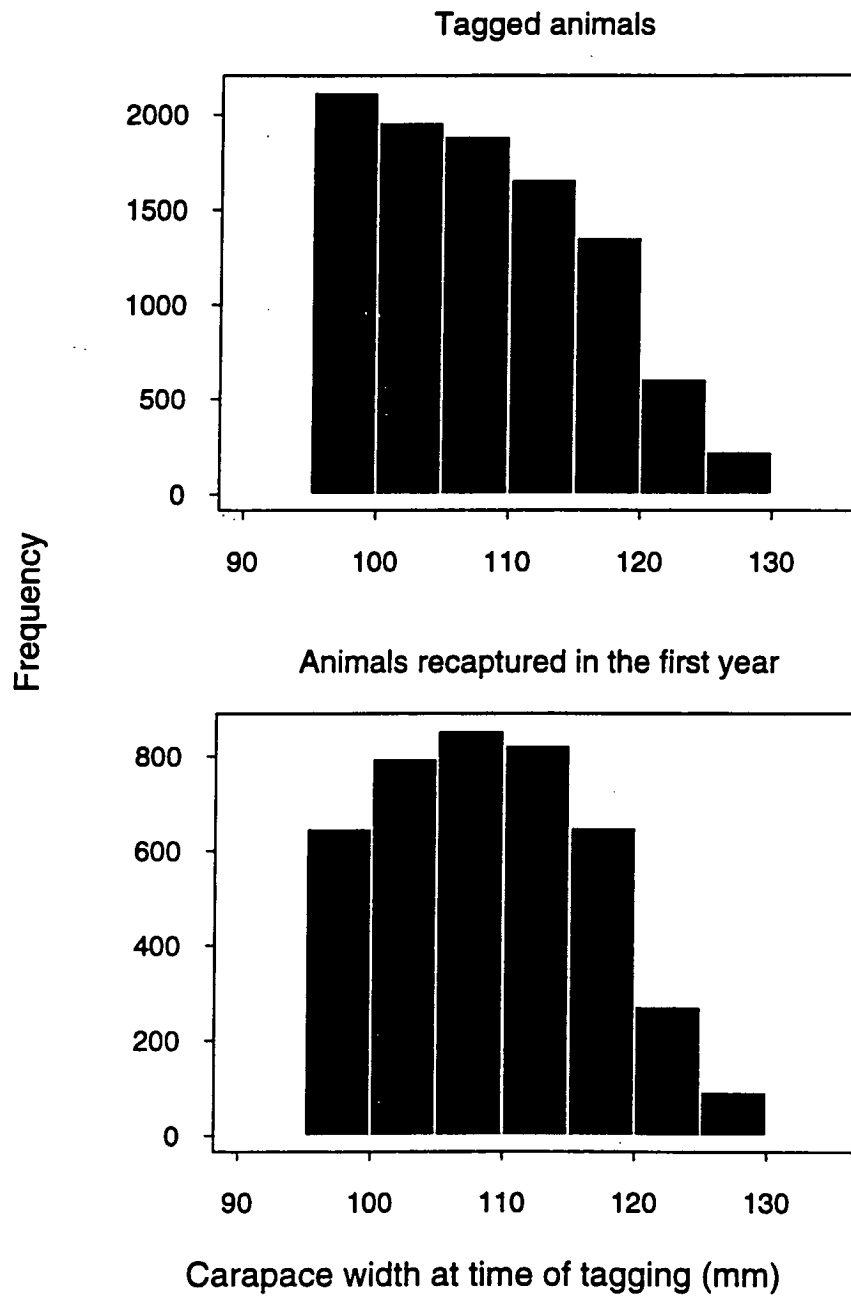 Tagged animals
2000
1500
1000
500
0
90 100 110 120 130
Frequency
Animals recaptured in the first year
800
600
400
200
0
90 100 110 120 130
Carapace width at time of tagging (mm)